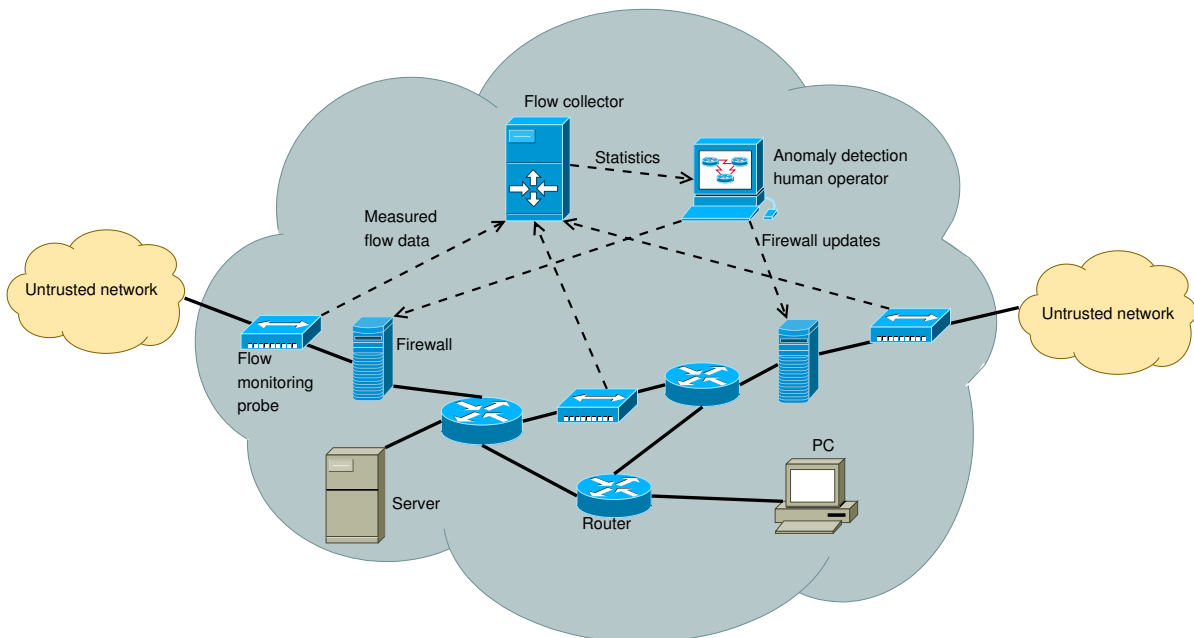 Flow collector
Statistics
Anomaly detection
human operator
Measured
flow data
Firewall updates
Untrusted network
Untrusted network
Firewall
Flow
monitoring
probe
PC
Server
Router